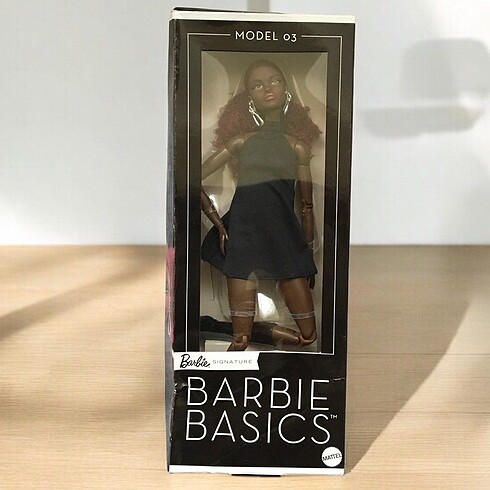 MODEL 03
Barbie SIGNATURE
BARBIE
BASICS™
MATTEL